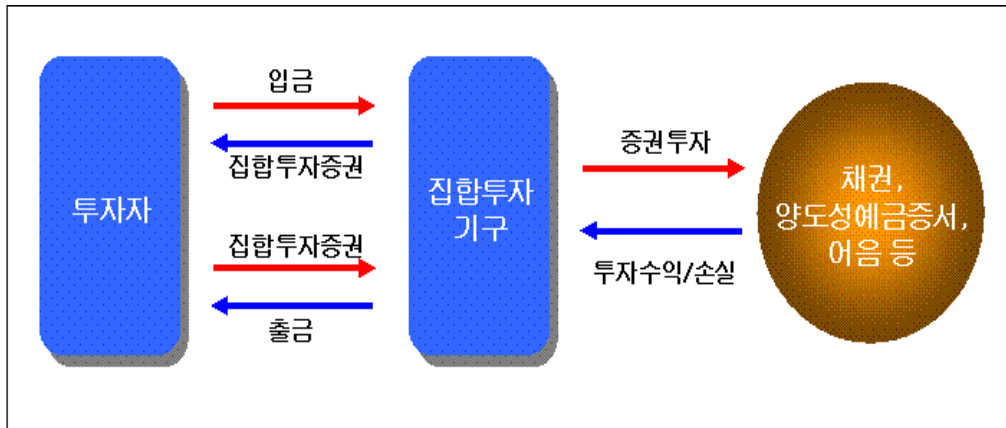 투자자
입금
집합투자증권
집합투자증권
출금
집합투자
기구
증권투자
투자수익/손실
채권,
양도성예금증서,
어음 등